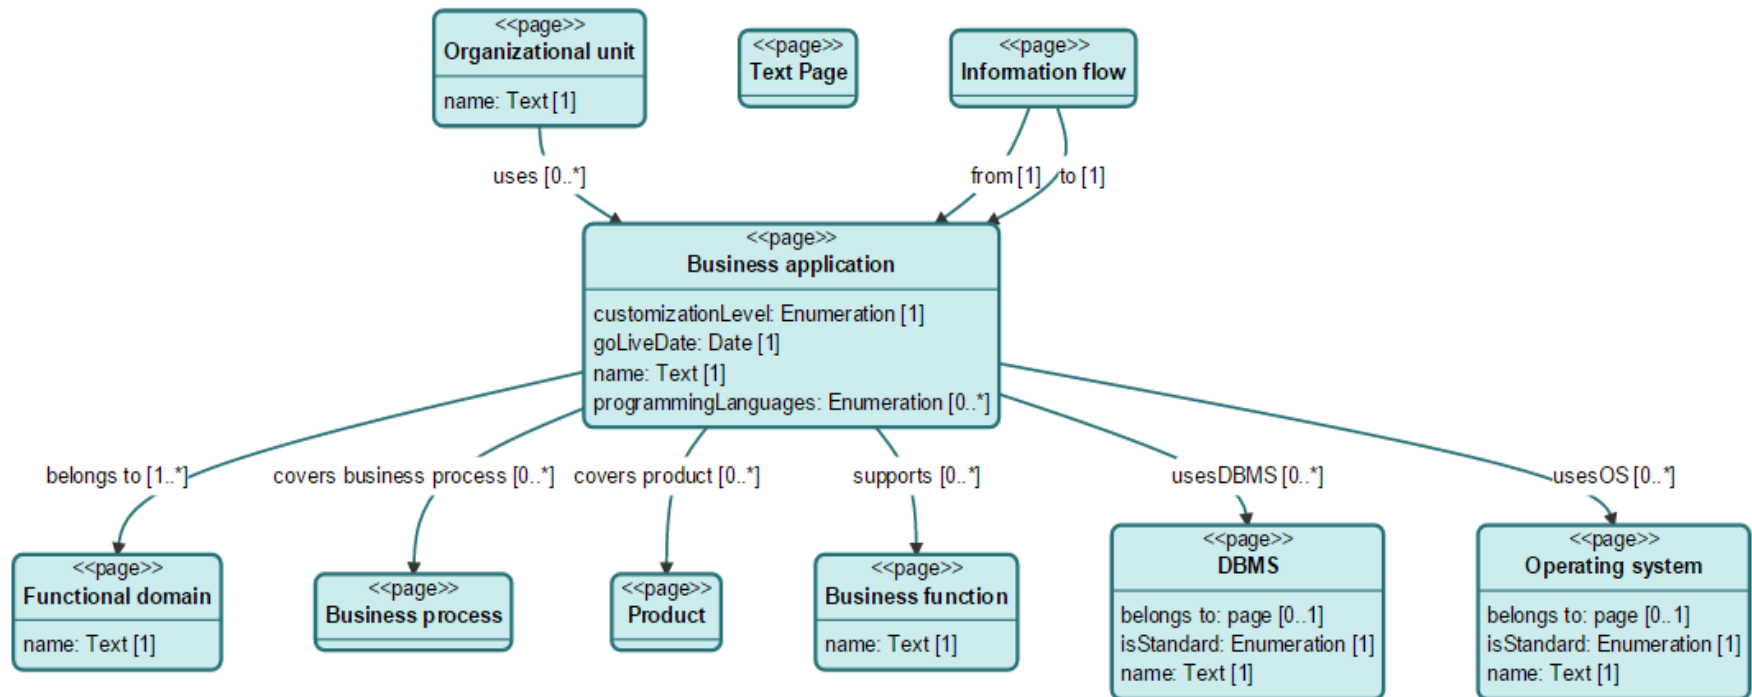 <<page>>
Organizational unit
name: Text [1]
<<page>>
Text Page
<<page>>
Information flow
uses [0..*]
from [1]
to [1]
<<page>>
Business application
customizationLevel: Enumeration [1]
goLiveDate: Date [1]
name: Text [1]
programmingLanguages: Enumeration [0..*]
belongs to [1..*]
covers business process [0..*]
covers product [0..*]
supports [0..*]
usesDBMS [0..*]
usesOS [0..*]
<<page>>
Functional domain
name: Text [1]
<<page>>
Business process
<<page>>
Product
<<page>>
Business function
name: Text [1]
<<page>>
DBMS
belongs to: page [0..1]
isStandard: Enumeration [1]
name: Text [1]
<<page>>
Operating system
belongs to: page [0..1]
isStandard: Enumeration [1]
name: Text [1]